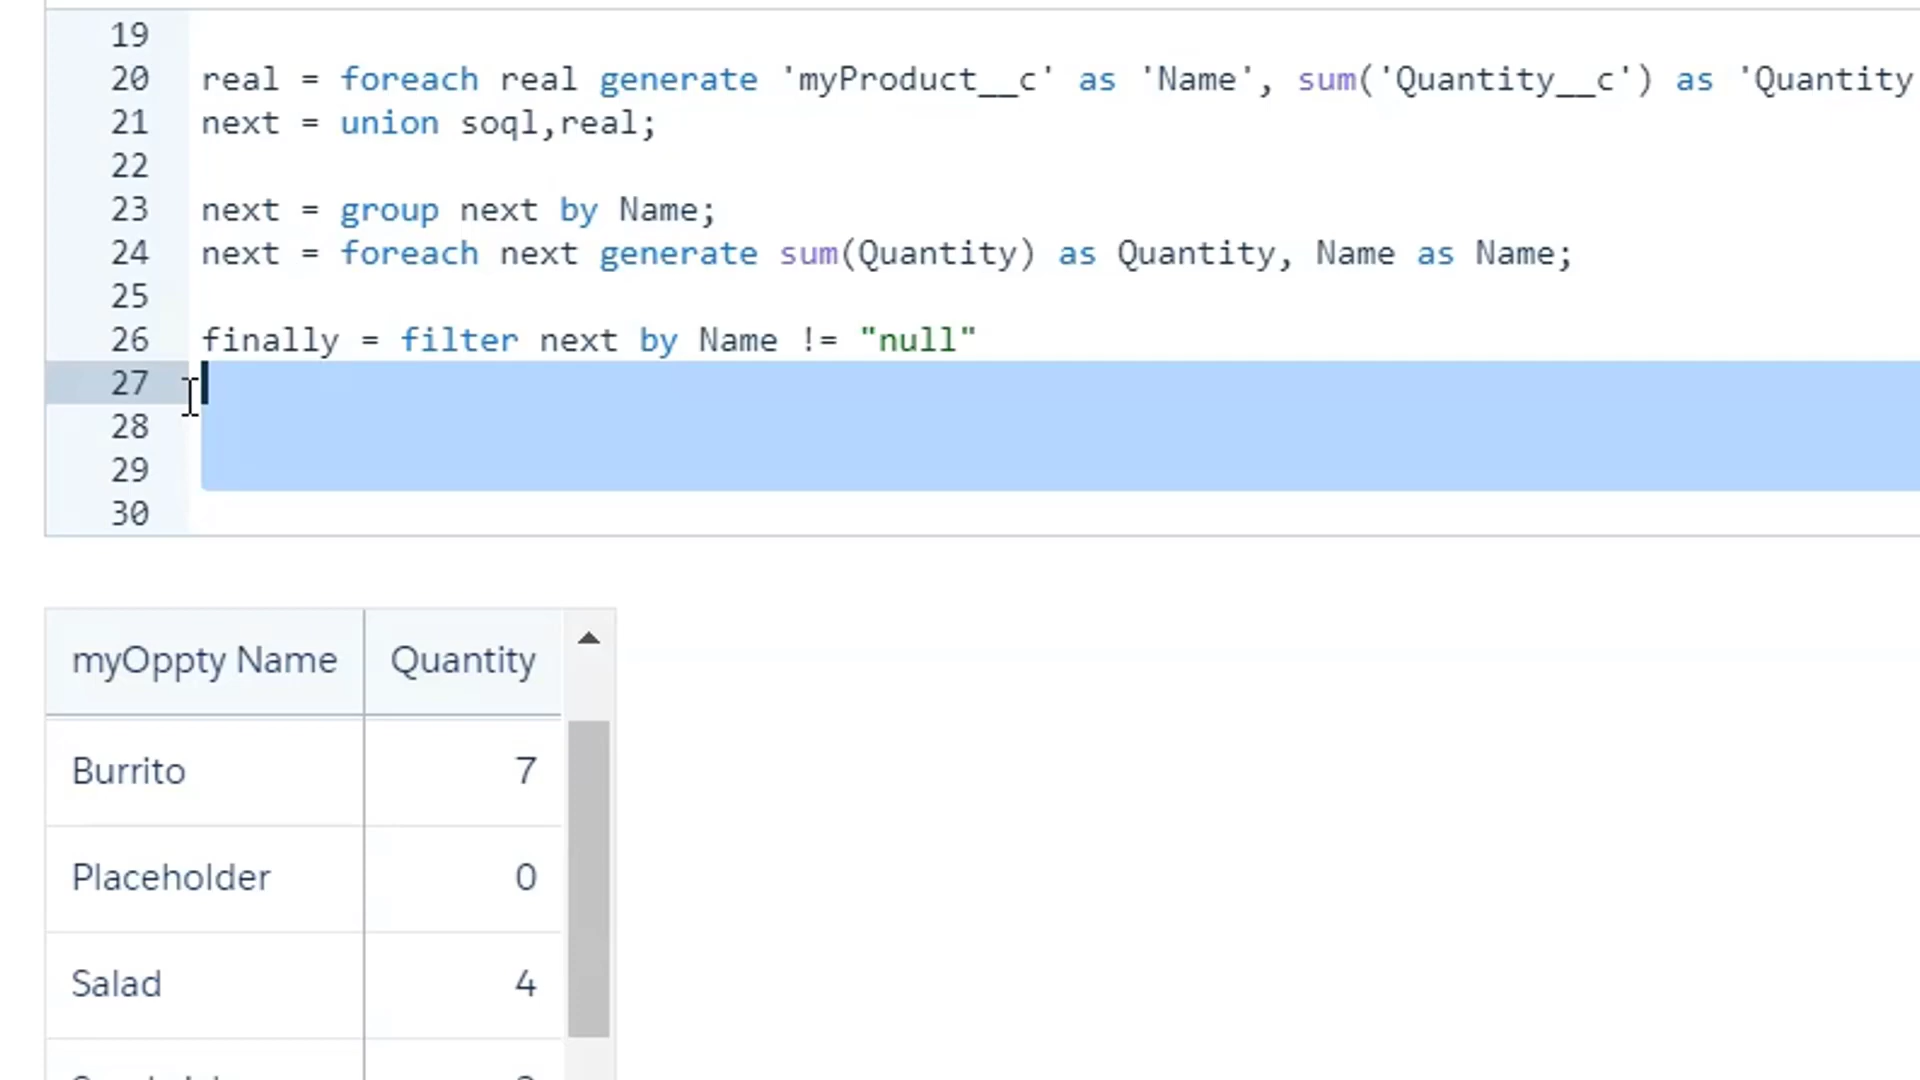 19
20 real = foreach real generate 'myProduct__c' as 'Name', sum('Quantity__c') as 'Quantity
21 next = union soql,real;
22
23 next = group next by Name;
24 next = foreach next generate sum(Quantity) as Quantity, Name as Name;
25
26 finally = filter next by Name != "null"
27
28
29
30
myOppty Name Quantity
Burrito 7
Placeholder 0
Salad 4